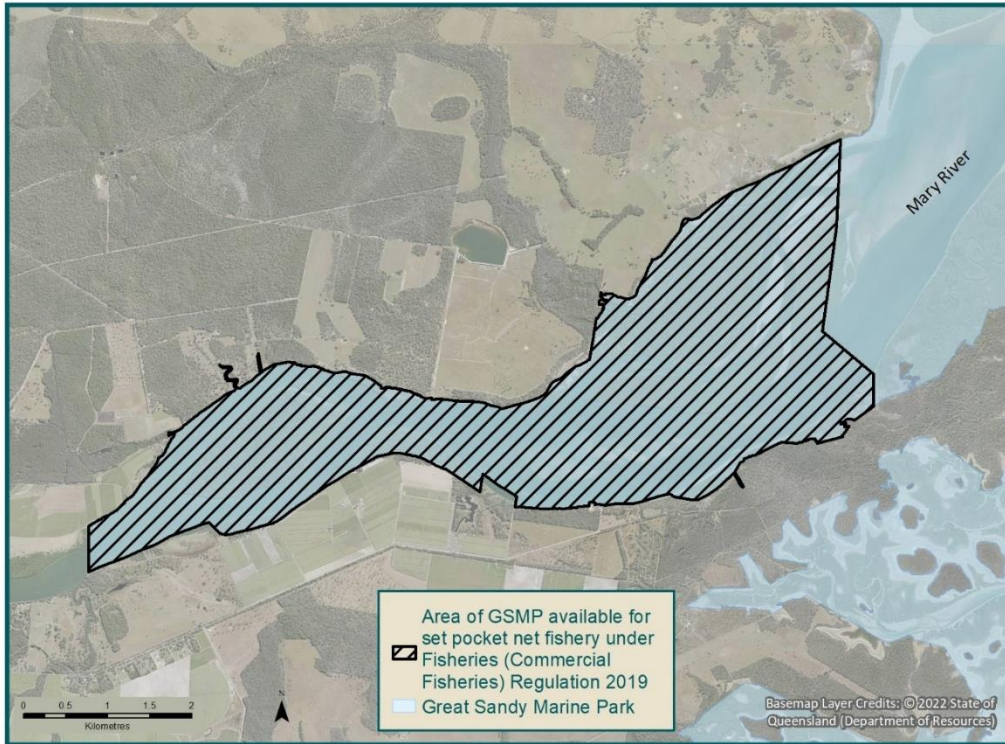 Mary River
Area of GSMP available for
set pocket net fishery under
Fisheries (Commercial
Fisheries) Regulation 2019
Great Sandy Marine Park
0 0.5 1 1.5 2
Kilometres
N
Basemap Layer Credits: © 2022 State of
Queensland (Department of Resources)